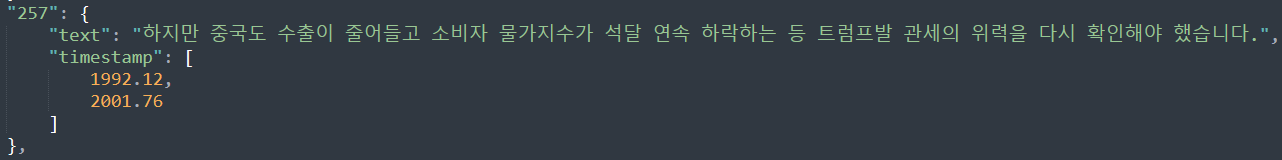 "257": {
"text": "하지만 중국도 수출이 줄어들고 소비자 물가지수가 석달 연속 하락하는 등 트럼프발 관세의 위력을 다시 확인해야 했습니다.",
"timestamp": [
1992.12,
2001.76
]
},